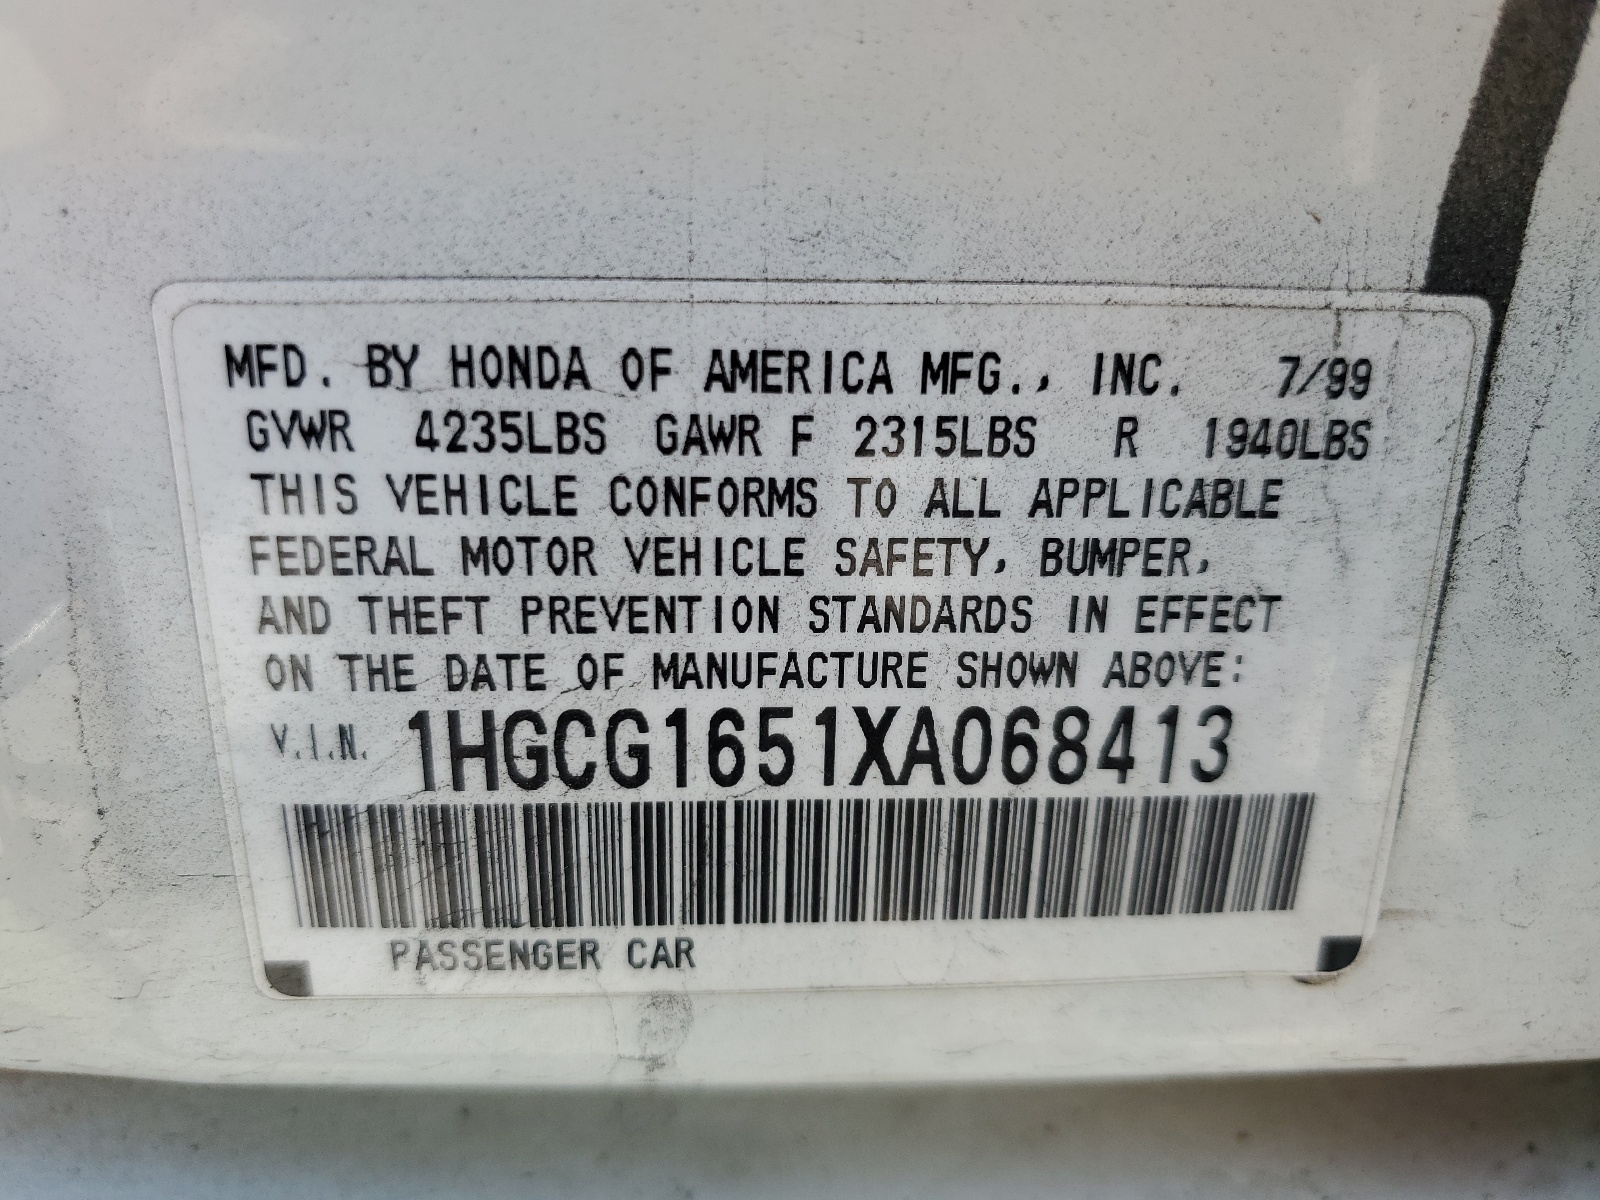 MFD. BY HONDA OF AMERICA MFG., INC. 7/99
GVWR 4235LBS GAWR F 2315LBS R 1940LBS
THIS VEHICLE CONFORMS TO ALL APPLICABLE
FEDERAL MOTOR VEHICLE SAFETY, BUMPER,
AND THEFT PREVENTION STANDARDS IN EFFECT
ON THE DATE OF MANUFACTURE SHOWN ABOVE:
V.I.N. 1HGCG1651XA068413
PASSENGER CAR